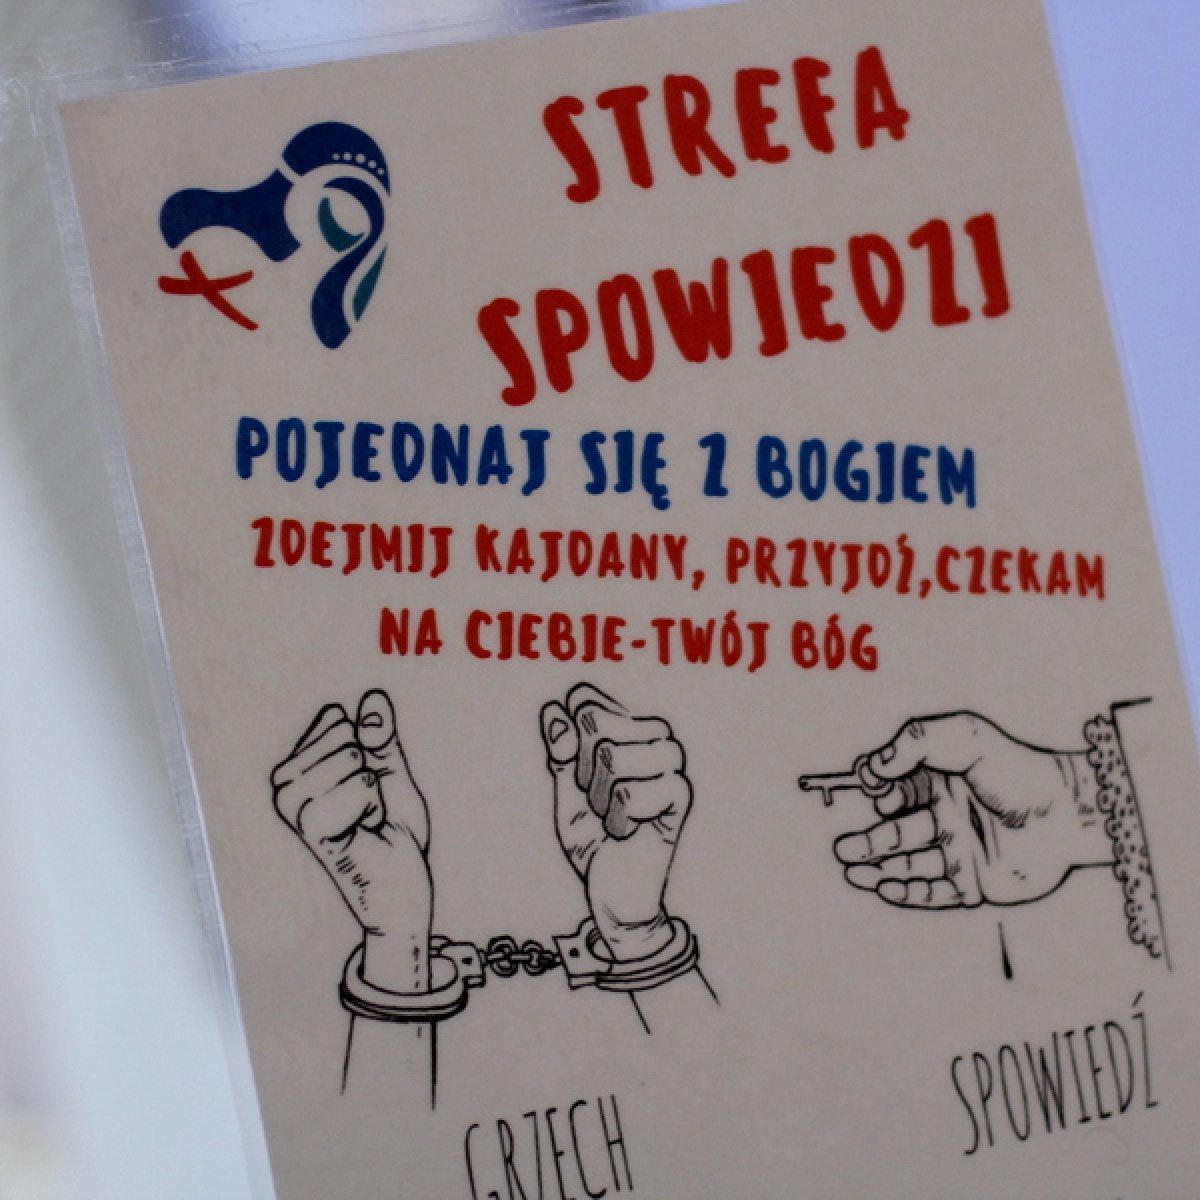 STREFA
SPOWIEDZI
POJEDNAJ SIĘ Z BOGIEM
ZDEJMIJ KAJDANY, PRZYJDŹ,CZEKAM
NA CIEBIE-TWÓJ BÓG
SPOWIEDŹ
GRZECH